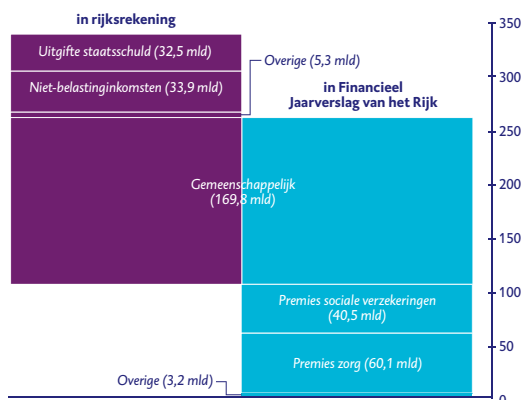 in rijksrekening
Uitgifte staatsschuld (32,5 mld)
Niet-belastinginkomsten (33,9 mld)
Overige (5,3 mld)
in Financieel
Jaarverslag van het Rijk
Gemeenschappelijk
(169,8 mld)
Premies sociale verzekeringen
(40,5 mld)
Premies zorg (60,1 mld)
Overige (3,2 mld)
350
300
250
200
150
100
50
0